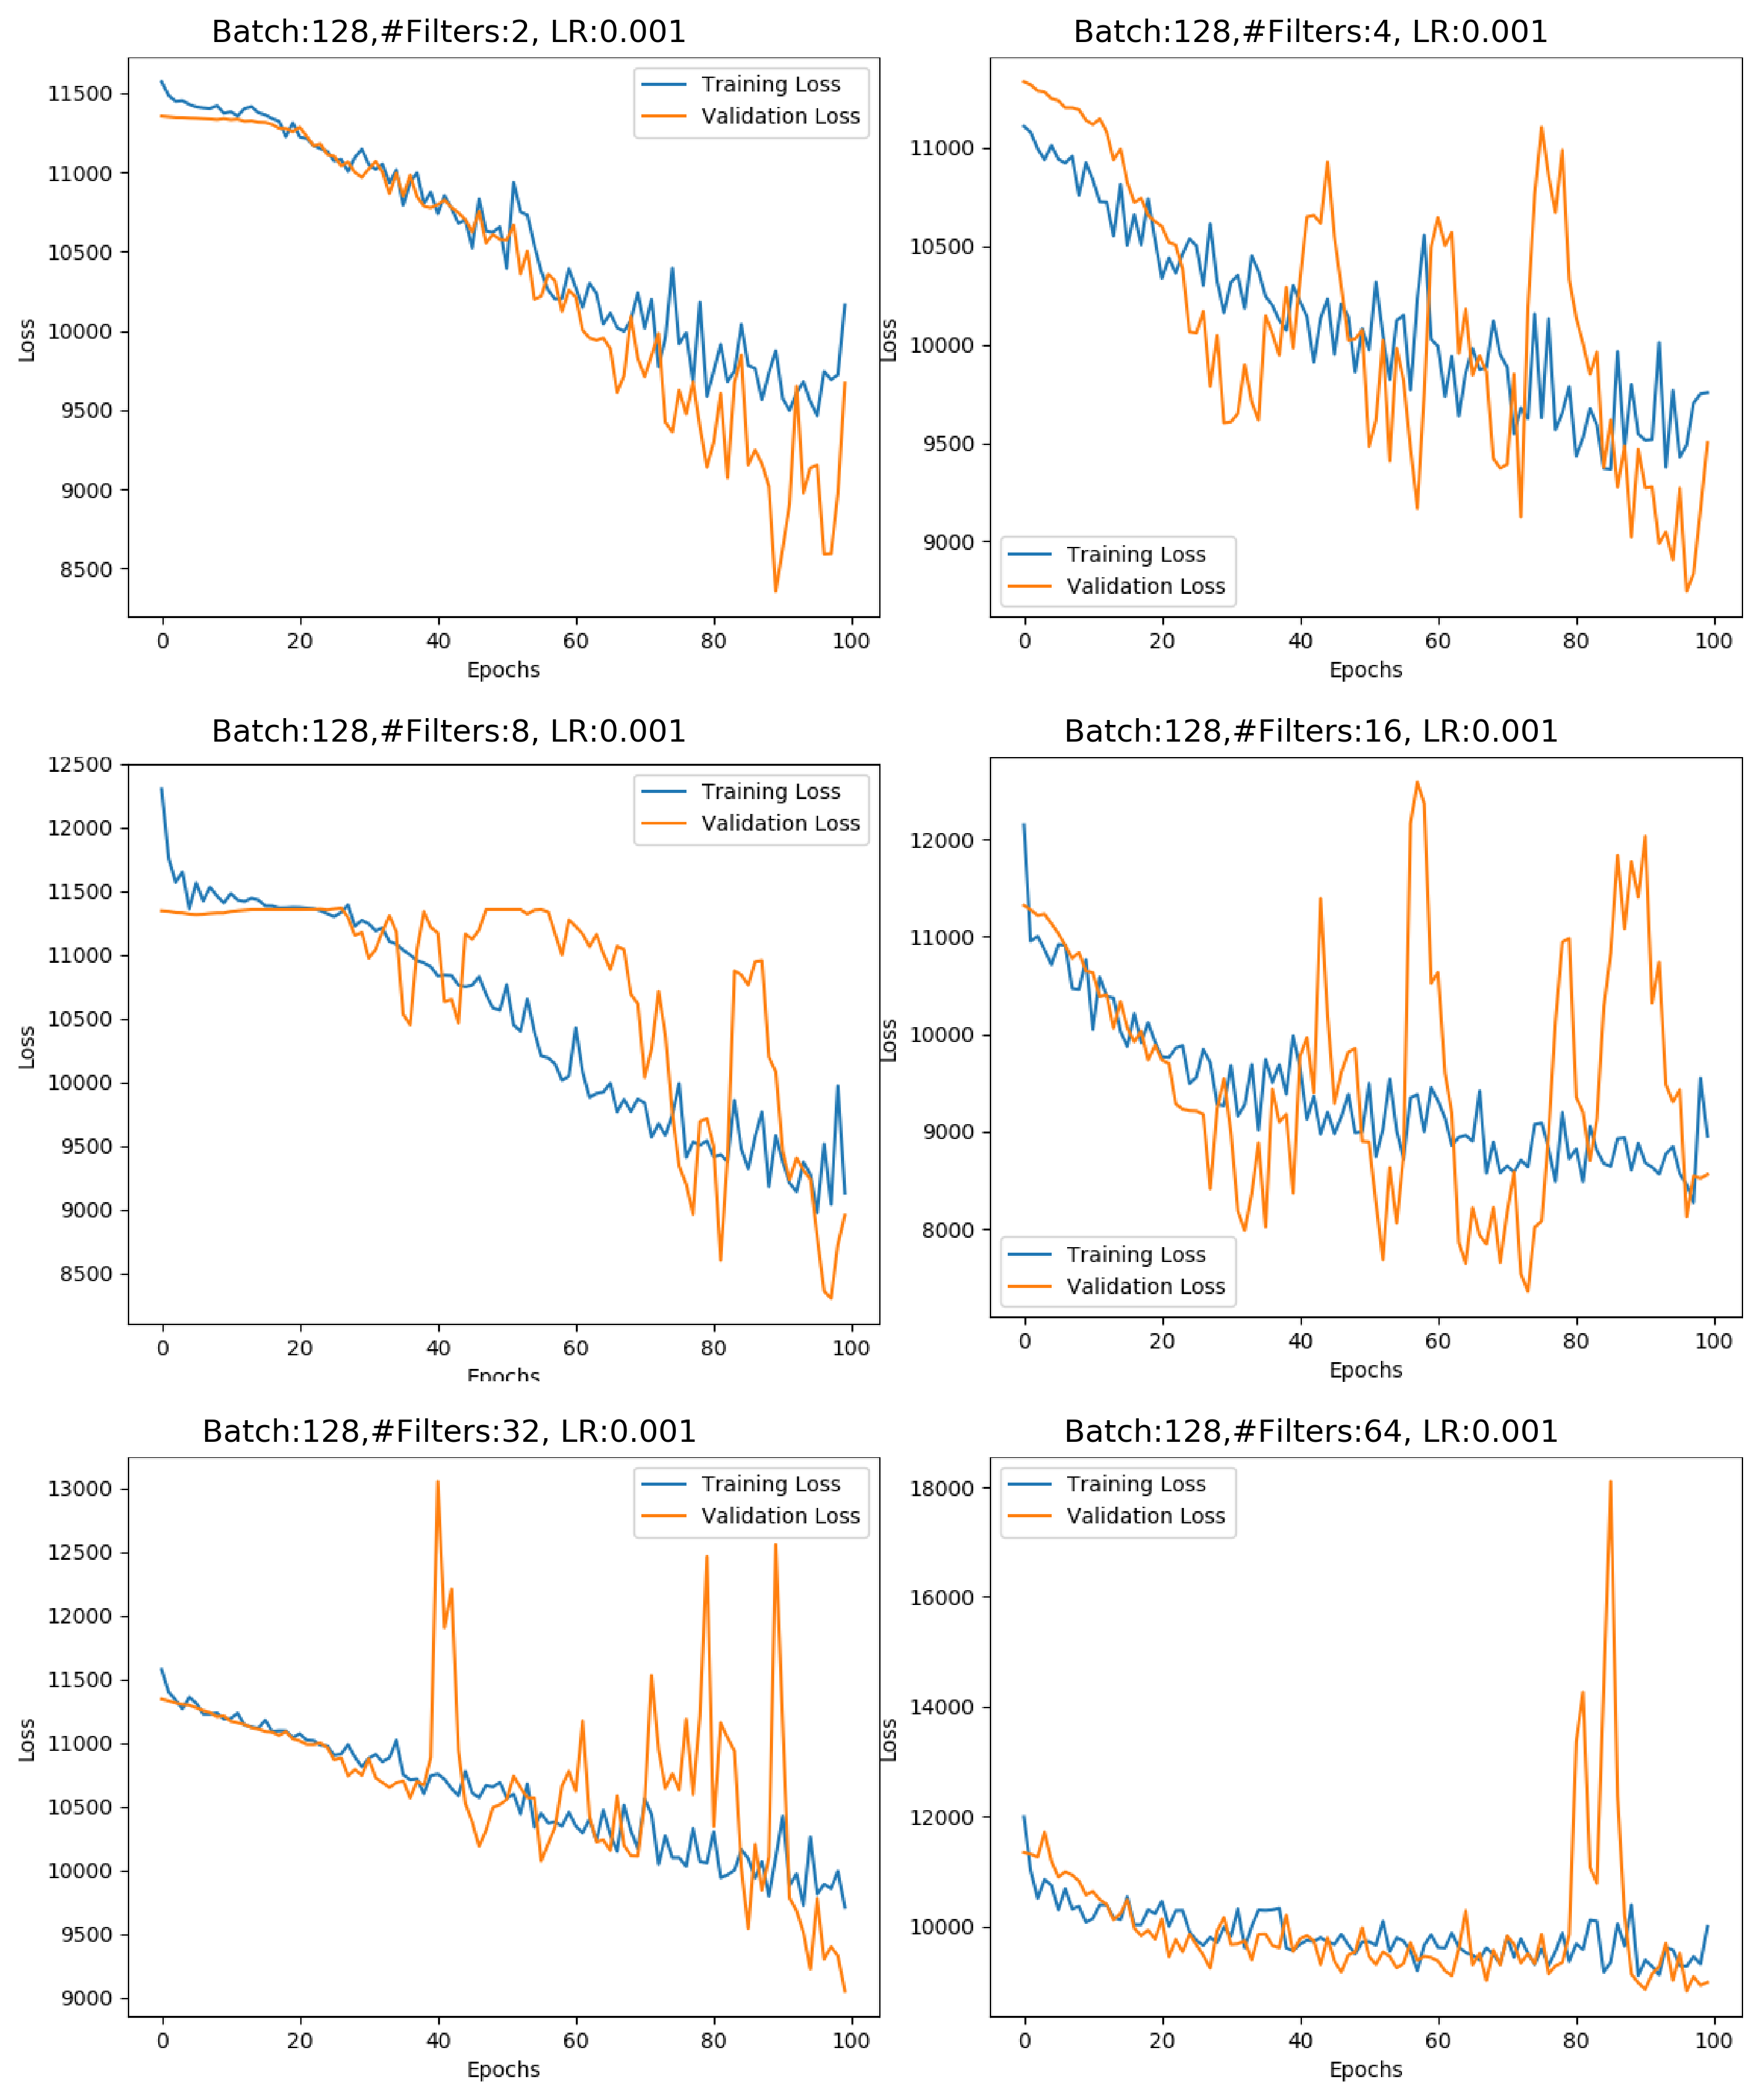 Batch:128,#Filters:2, LR:0.001
11500
11000
10500
10000
9500
9000
8500
Loss
Training Loss
Validation Loss
0 20 40 60 80 100
Epochs
Batch:128,#Filters:4, LR:0.001
11000
10500
10000
9500
9000
Loss
Training Loss
Validation Loss
0 20 40 60 80 100
Epochs
Batch:128,#Filters:8, LR:0.001
12500
12000
11500
11000
10500
10000
9500
9000
8500
Loss
Training Loss
Validation Loss
0 20 40 60 80 100
Epochs
Batch:128,#Filters:16, LR:0.001
12000
11000
10000
9000
8000
Loss
Training Loss
Validation Loss
0 20 40 60 80 100
Epochs
Batch:128,#Filters:32, LR:0.001
13000
12500
12000
11500
11000
10500
10000
9500
9000
Loss
Training Loss
Validation Loss
0 20 40 60 80 100
Epochs
Batch:128,#Filters:64, LR:0.001
18000
16000
14000
12000
10000
Loss
Training Loss
Validation Loss
0 20 40 60 80 100
Epochs